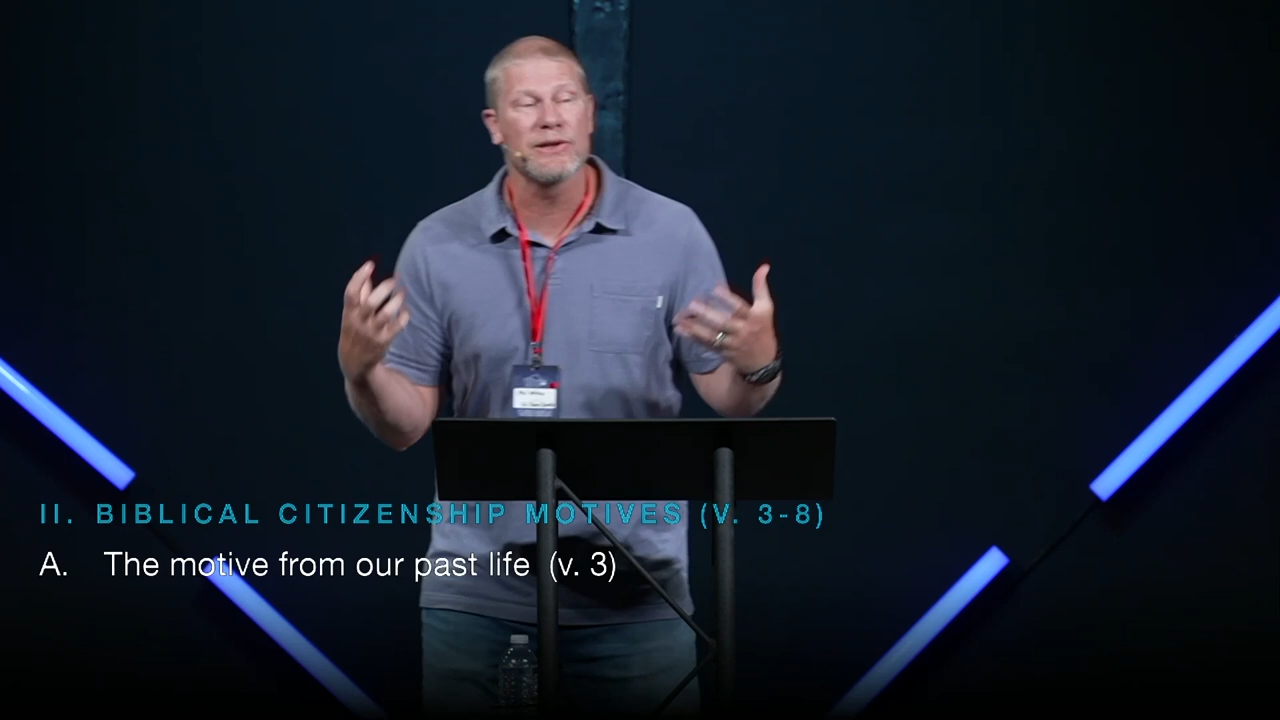 II. BIBLICAL CITIZENSHIP MOTIVES (V. 3-8)
A. The motive from our past life (v. 3)